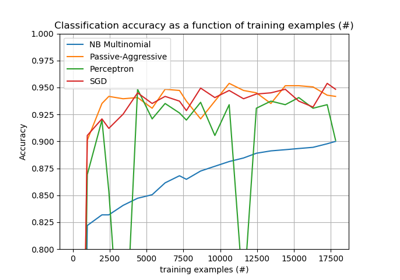 Classification accuracy as a function of training examples (#)
NB Multinomial
Passive-Aggressive
Perceptron
SGD
1.000
0.975
0.950
0.925
0.900
0.875
0.850
0.825
0.800
Accuracy
0
2500
5000
7500
10000
12500
15000
17500
training examples (#)